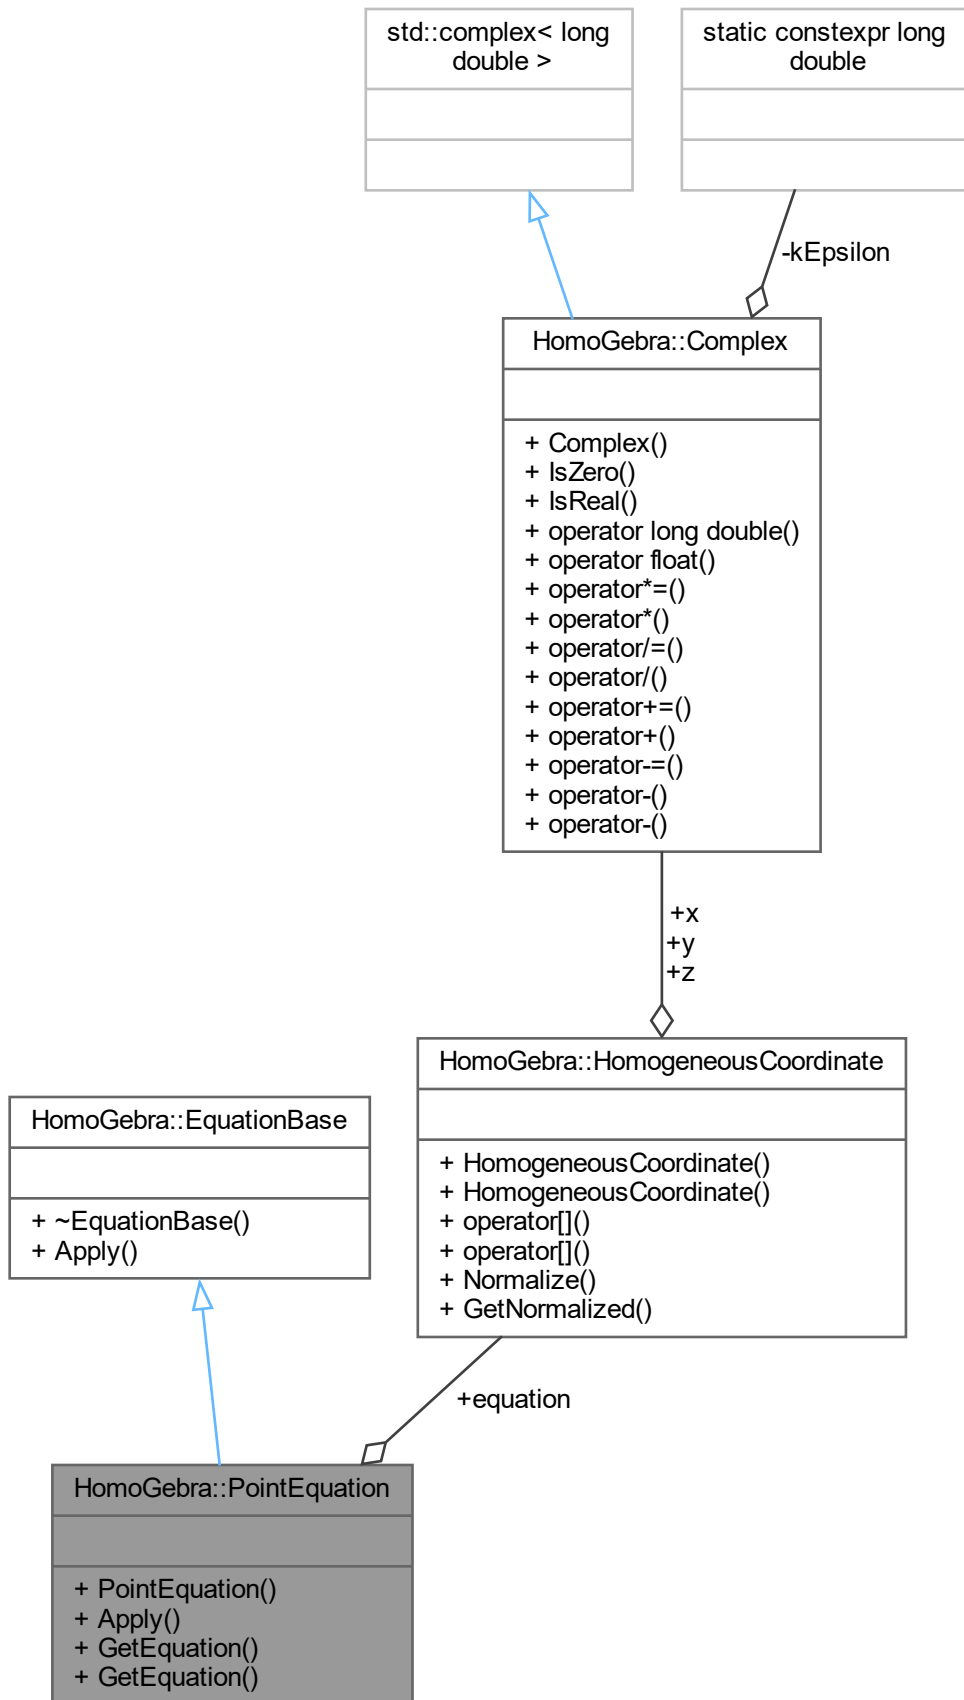 std::complex< long
double >
static constexpr long
double
-kEpsilon
HomoGebra::Complex
+ Complex()
+ IsZero()
+ IsReal()
+ operator long double()
+ operator float()
+ operator*=()
+ operator*()
+ operator/=()
+ operator/()
+ operator+=()
+ operator+()
+ operator-=()
+ operator-()
+ operator-()
+x
+y
+z
HomoGebra::HomogeneousCoordinate
+ HomogeneousCoordinate()
+ HomogeneousCoordinate()
+ operator[]()
+ operator[]()
+ Normalize()
+ GetNormalized()
HomoGebra::EquationBase
+ ~EquationBase()
+ Apply()
+equation
HomoGebra::PointEquation
+ PointEquation()
+ Apply()
+ GetEquation()
+ GetEquation()